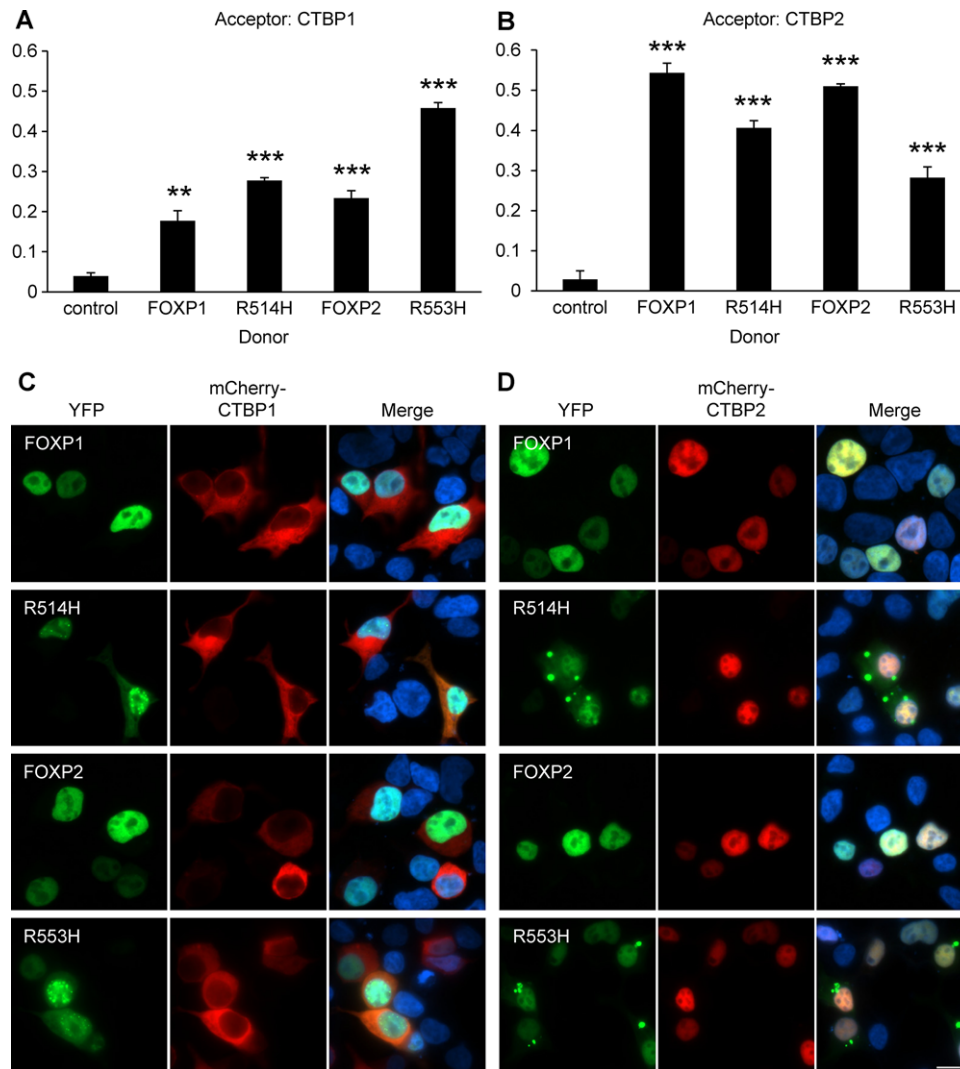 A
Acceptor: CTBP1
0.6
0.5
0.4
0.3
0.2
0.1
0
**
***
***
***
control FOXP1 R514H FOXP2 R553H
Donor
B
Acceptor: CTBP2
0.6
0.5
0.4
0.3
0.2
0.1
0
***
***
***
***
control FOXP1 R514H FOXP2 R553H
Donor
C
YFP
mCherry-
CTBP1
Merge
FOXP1
R514H
FOXP2
R553H
D
YFP
mCherry-
CTBP2
Merge
FOXP1
R514H
FOXP2
R553H